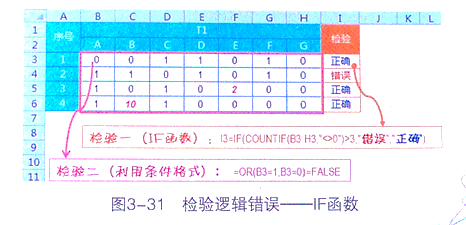 A B C D E F G H I J K L
1 序号 T1 检验
2 A B C D E F G
3 1 0 0 1 1 0 1 0 正确
4 2 1 1 0 1 0 1 0 错误
5 3 1 0 1 0 2 0 0 正确
6 4 1 10 1 0 0 0 0 正确
7
8 检验一（IF函数）：I3=IF(COUNTIF(B3 H3,"<>0")>3,"错误","正确")
9
10 检验二（利用条件格式）：=OR(B3=1,B3=0)=FALSE
11
图3-31 检验逻辑错误——IF函数